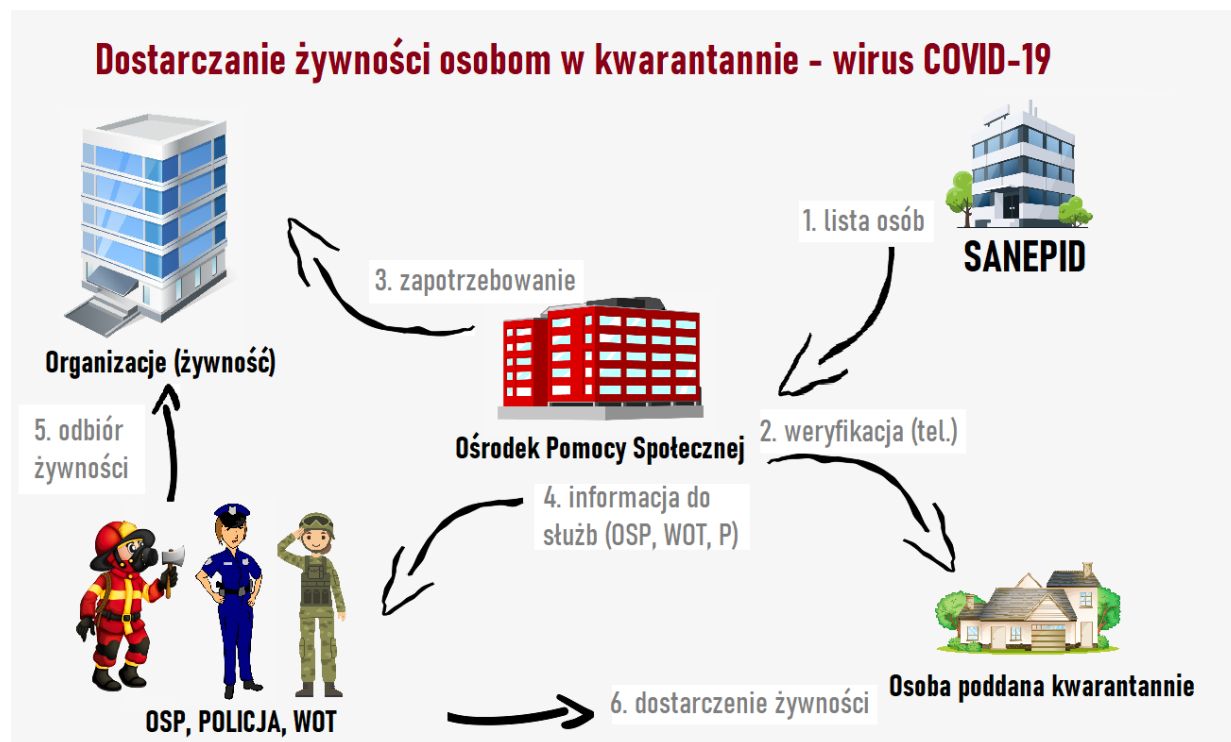 Dostarczanie żywności osobom w kwarantannie - wirus COVID-19
1. lista osób
SANEPID
3. zapotrzebowanie
Organizacje (żywność)
Ośrodek Pomocy Społecznej
2. weryfikacja (tel.)
5. odbiór
żywności
4. informacja do
służb (OSP, WOT, P)
Osoba poddana kwarantannie
6. dostarczenie żywności
OSP, POLICJA, WOT